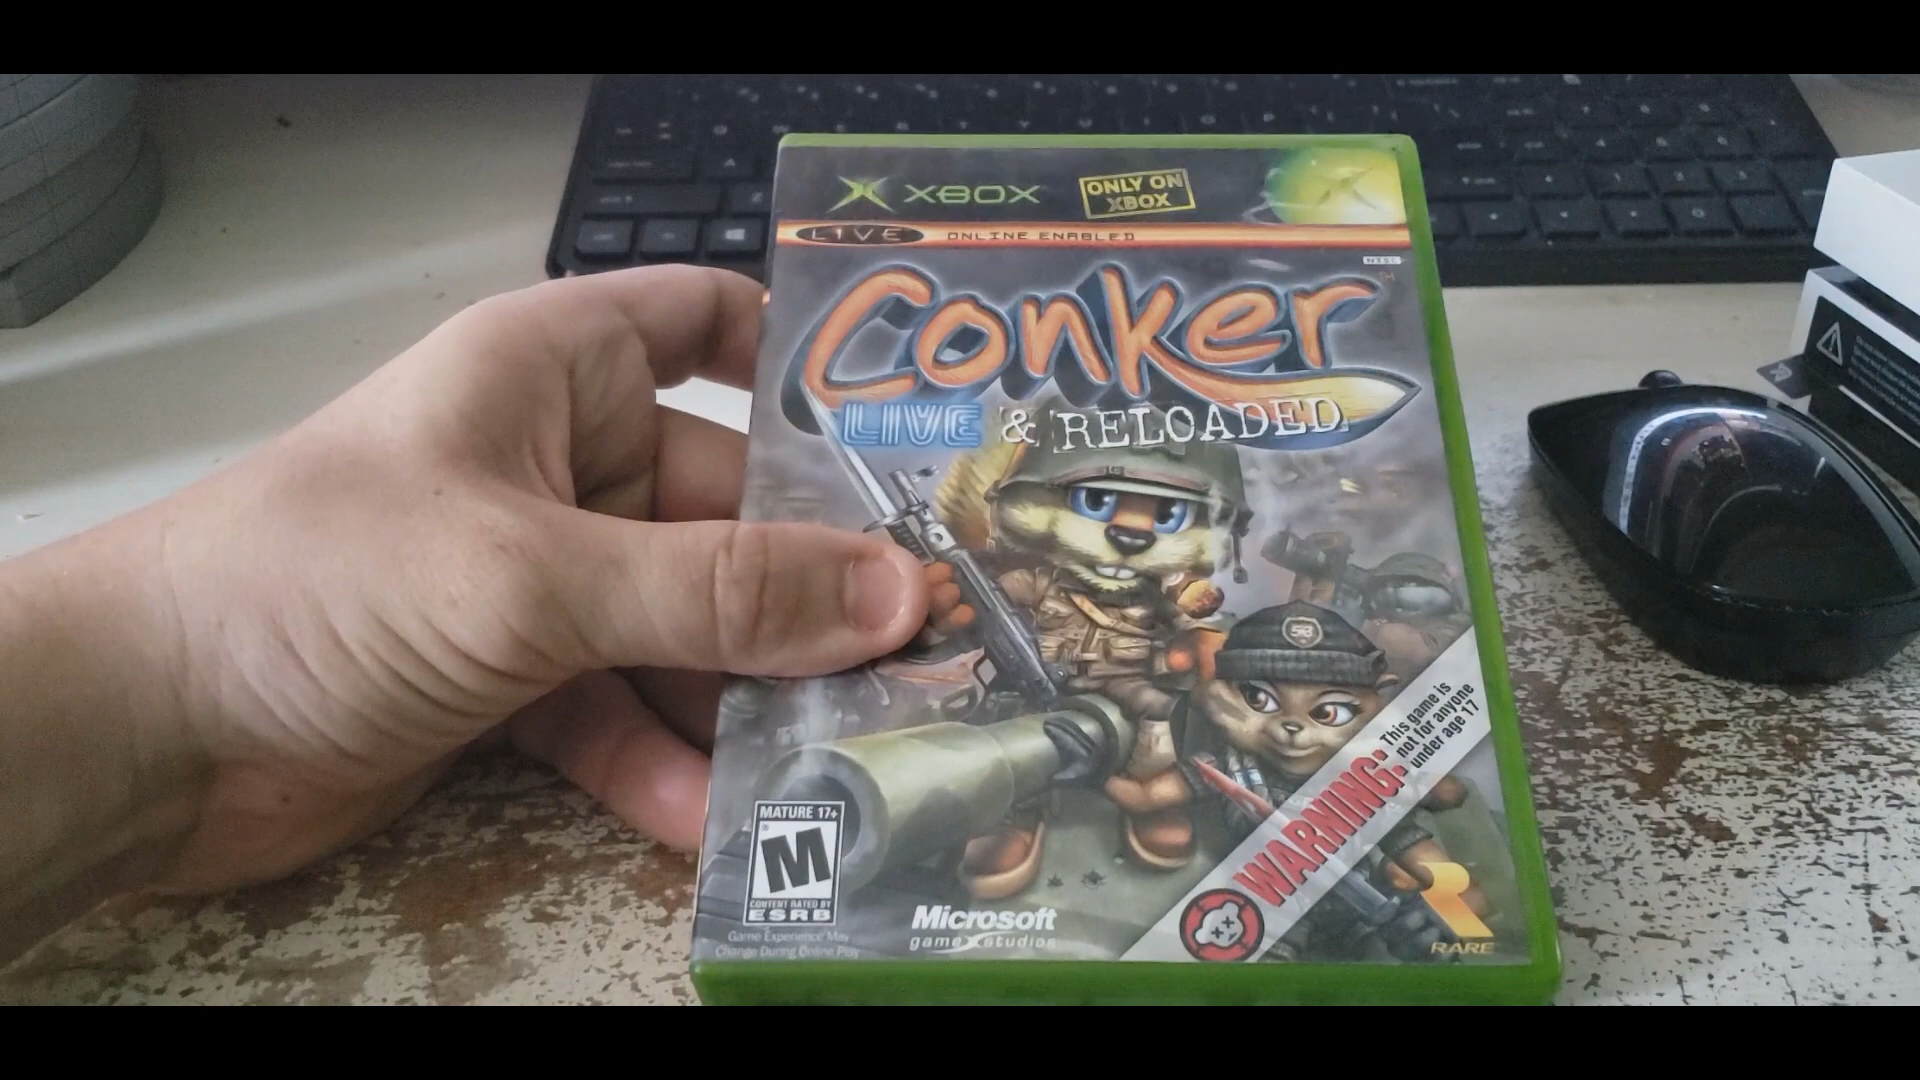 XBOX
ONLY ON
XBOX
LIVE ONLINE ENABLED
NTSC
Conker TM
LIVE & RELOADED
WARNING: This game is
not for anyone
under age 17
MATURE 17+
M
CONTENT RATED BY
ESRB
Game Experience May
Change During Online Play
Microsoft
game studios
RARE